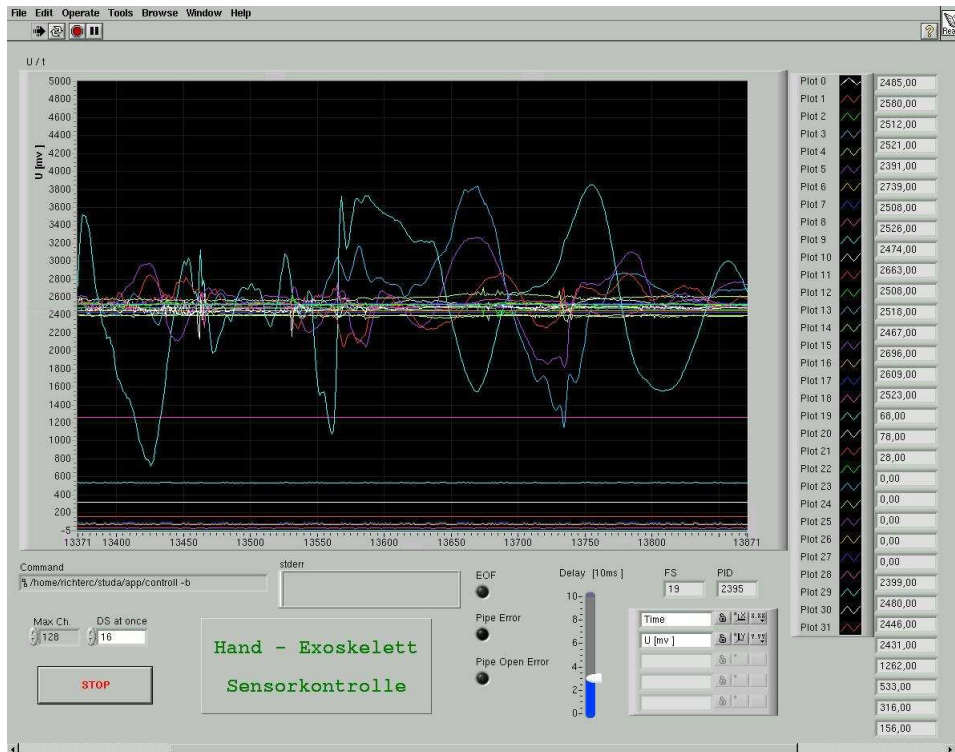 File Edit Operate Tools Browse Window Help
?
U / t
5000
4800
4600
4400
4200
4000
3800
3600
3400
3200
3000
2800
2600
2400
2200
2000
1800
1600
1400
1200
1000
800
600
400
200
-5
U [mv ]
13371 13400 13450 13500 13550 13600 13650 13700 13750 13800 13871
Plot 0
Plot 1
Plot 2
Plot 3
Plot 4
Plot 5
Plot 6
Plot 7
Plot 8
Plot 9
Plot 10
Plot 11
Plot 12
Plot 13
Plot 14
Plot 15
Plot 16
Plot 17
Plot 18
Plot 19
Plot 20
Plot 21
Plot 22
Plot 23
Plot 24
Plot 25
Plot 26
Plot 27
Plot 28
Plot 29
Plot 30
Plot 31
2485,00
2580,00
2512,00
2521,00
2391,00
2739,00
2508,00
2526,00
2474,00
2663,00
2508,00
2518,00
2467,00
2696,00
2609,00
2523,00
68,00
78,00
28,00
0,00
0,00
0,00
0,00
0,00
2399,00
2480,00
2446,00
2431,00
1262,00
533,00
316,00
156,00
Command
/home/richterc/studa/app/controll -b
stderr
EOF
Pipe Error
Pipe Open Error
Delay [10ms ]
10-
8-
6-
4-
2-
0-
FS
19
PID
2395
Time
U [mv ]
Max Ch.
128
DS at once
16
STOP
Hand - Exoskelett
Sensorkontrolle